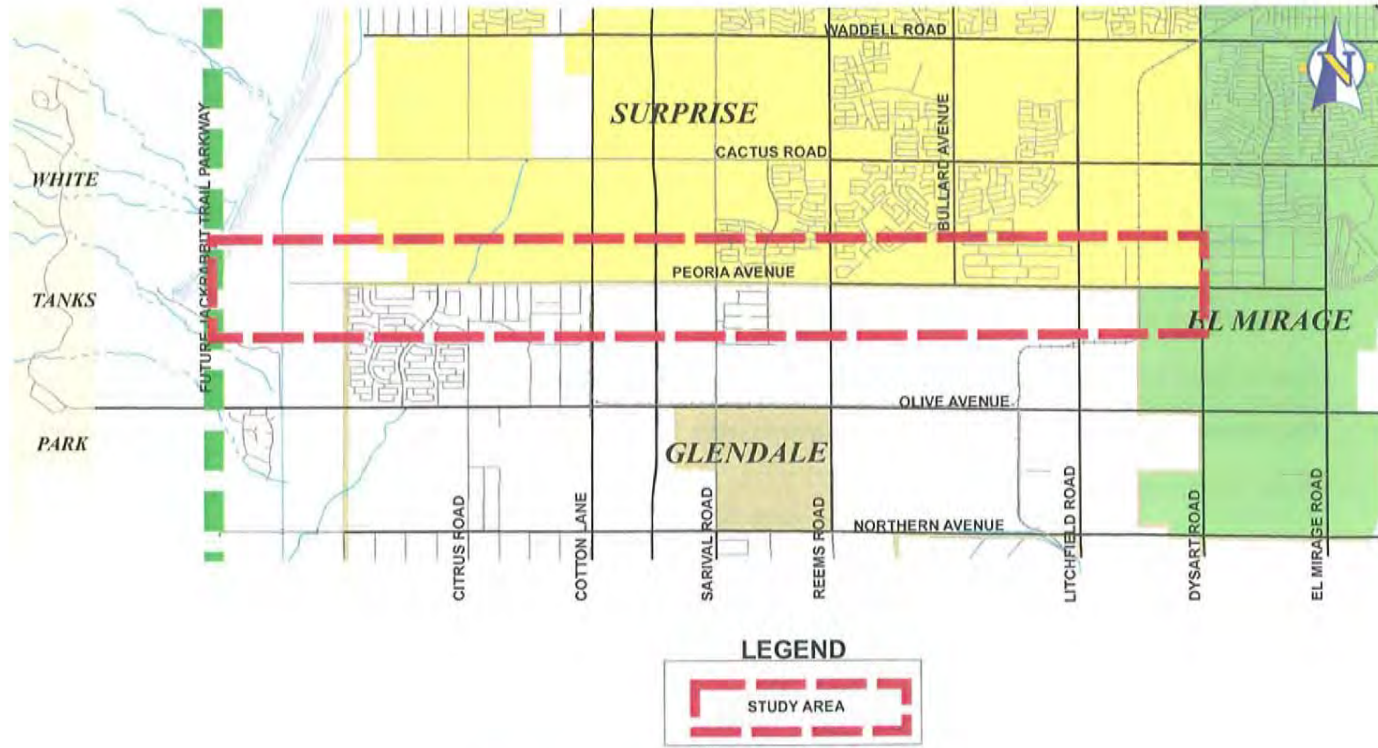 WADDELL ROAD
N
SURPRISE
BULLARD AVENUE
CACTUS ROAD
WHITE
FUTURE JACKRABBIT TRAIL PARKWAY
PEORIA AVENUE
TANKS
EL MIRAGE
OLIVE AVENUE
PARK
GLENDALE
NORTHERN AVENUE
CITRUS ROAD
COTTON LANE
SARIVAL ROAD
REEMS ROAD
LITCHFIELD ROAD
DYSART ROAD
EL MIRAGE ROAD
LEGEND
STUDY AREA